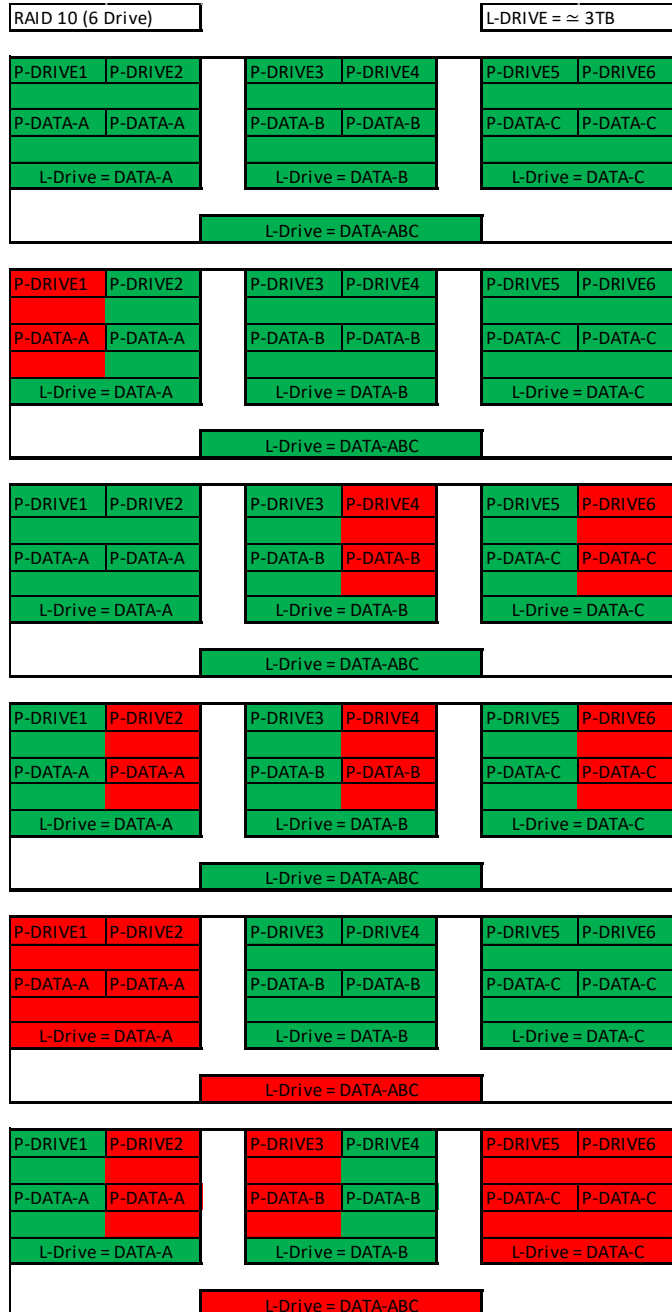 RAID 10 (6 Drive) L-DRIVE = ≃ 3TB
P-DRIVE1 P-DRIVE2 P-DRIVE3 P-DRIVE4 P-DRIVE5 P-DRIVE6
P-DATA-A P-DATA-A P-DATA-B P-DATA-B P-DATA-C P-DATA-C
L-Drive = DATA-A L-Drive = DATA-B L-Drive = DATA-C
L-Drive = DATA-ABC
P-DRIVE1 P-DRIVE2 P-DRIVE3 P-DRIVE4 P-DRIVE5 P-DRIVE6
P-DATA-A P-DATA-A P-DATA-B P-DATA-B P-DATA-C P-DATA-C
L-Drive = DATA-A L-Drive = DATA-B L-Drive = DATA-C
L-Drive = DATA-ABC
P-DRIVE1 P-DRIVE2 P-DRIVE3 P-DRIVE4 P-DRIVE5 P-DRIVE6
P-DATA-A P-DATA-A P-DATA-B P-DATA-B P-DATA-C P-DATA-C
L-Drive = DATA-A L-Drive = DATA-B L-Drive = DATA-C
L-Drive = DATA-ABC
P-DRIVE1 P-DRIVE2 P-DRIVE3 P-DRIVE4 P-DRIVE5 P-DRIVE6
P-DATA-A P-DATA-A P-DATA-B P-DATA-B P-DATA-C P-DATA-C
L-Drive = DATA-A L-Drive = DATA-B L-Drive = DATA-C
L-Drive = DATA-ABC
P-DRIVE1 P-DRIVE2 P-DRIVE3 P-DRIVE4 P-DRIVE5 P-DRIVE6
P-DATA-A P-DATA-A P-DATA-B P-DATA-B P-DATA-C P-DATA-C
L-Drive = DATA-A L-Drive = DATA-B L-Drive = DATA-C
L-Drive = DATA-ABC
P-DRIVE1 P-DRIVE2 P-DRIVE3 P-DRIVE4 P-DRIVE5 P-DRIVE6
P-DATA-A P-DATA-A P-DATA-B P-DATA-B P-DATA-C P-DATA-C
L-Drive = DATA-A L-Drive = DATA-B L-Drive = DATA-C
L-Drive = DATA-ABC